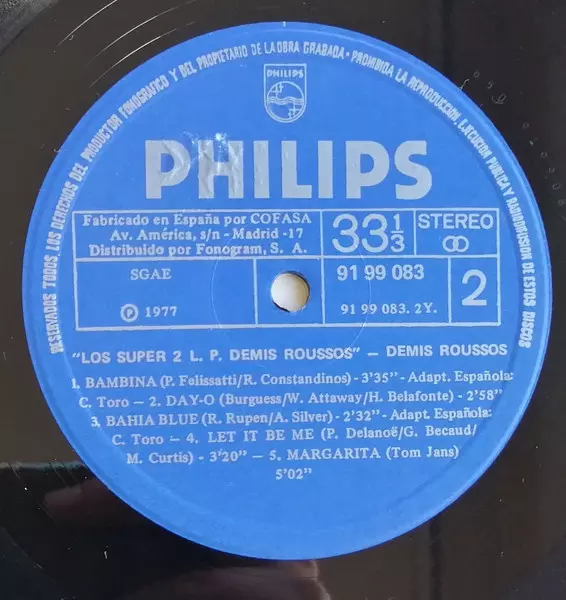 RESERVADOS TODOS LOS DERECHOS DEL PRODUCTOR FONOGRAFICO Y DEL PROPIETARIO DE LA OBRA GRABADA - PROHIBIDA LA REPRODUCCION, EJECUCION PUBLICA Y RADIODIFUSION DE ESTOS DISCOS
PHILIPS
PHILIPS
Fabricado en España por COFASA
Av. América, s/n - Madrid -17
Distribuido por Fonogram, S. A.
33 1/3
STEREO
SGAE
℗ 1977
91 99 083
91 99 083. 2Y.
2
"LOS SUPER 2 L. P. DEMIS ROUSSOS" — DEMIS ROUSSOS
1. BAMBINA (P. Felissatti/R. Constandinos) - 3'35" - Adapt. Española:
C. Toro - 2. DAY-O (Burguess/W. Attaway/H. Belafonte) - 2'58"
3. BAHIA BLUE (R. Rupen/A. Silver) - 2'32" - Adapt. Española:
C. Toro - 4. LET IT BE ME (P. Delanoë/G. Becaud/
M. Curtis) - 3'20" - 5. MARGARITA (Tom Jans)
5'02"